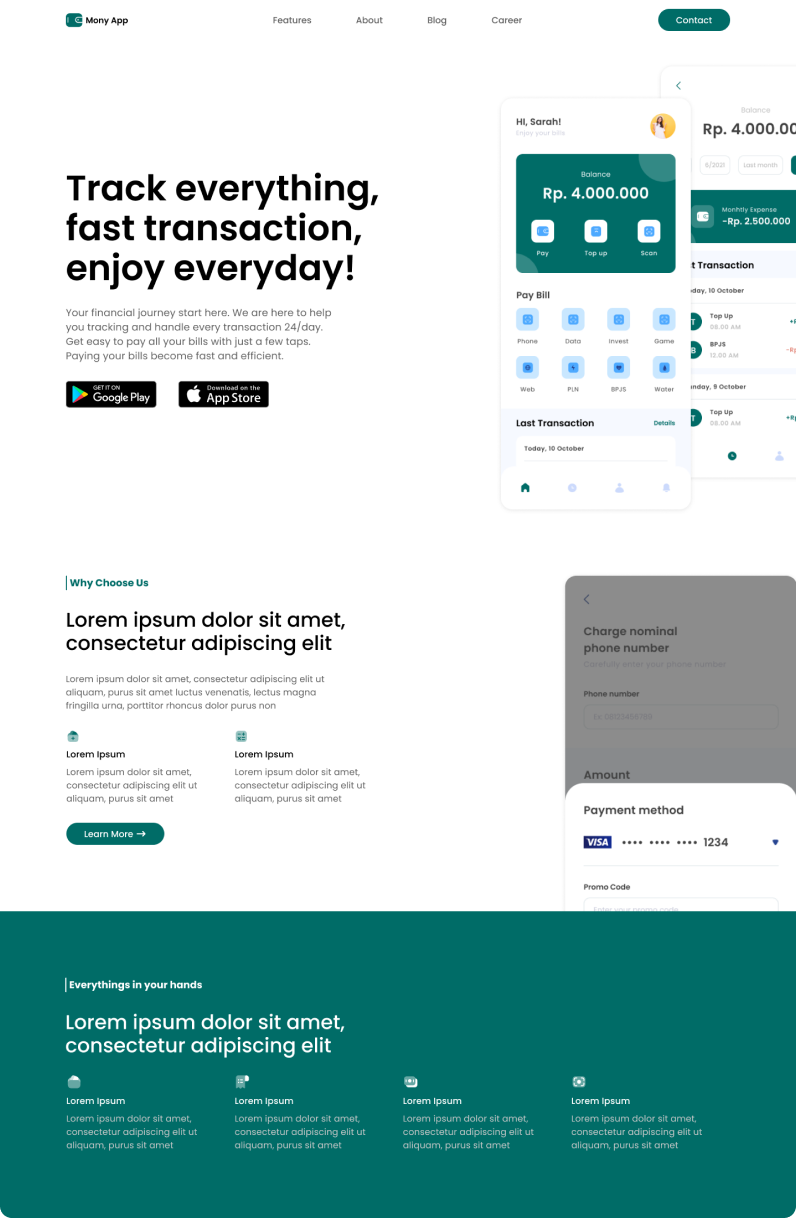 Mony App
Features
About
Blog
Career
Contact
Track everything,
fast transaction,
enjoy everyday!
Your financial journey start here. We are here to help
you tracking and handle every transaction 24/day.
Get easy to pay all your bills with just a few taps.
Paying your bills become fast and efficient.
GET IT ON
Google Play
Download on the
App Store
HI, Sarah!
Enjoy your bills
Balance
Rp. 4.000.000
Pay
Top up
Scan
Pay Bill
Phone
Data
Invest
Game
Web
PLN
BPJS
Water
Last Transaction
Details
Today, 10 October
Balance
Rp. 4.000.00
9/2021
Last month
Monhtly Expense
-Rp. 2.500.000
t Transaction
day, 10 October
T
Top Up
06.00 AM
B
BPJS
12.00 AM
nday, 9 October
T
Top Up
06.00 AM
Why Choose Us
Lorem ipsum dolor sit amet,
consectetur adipiscing elit
Lorem ipsum dolor sit amet, consectetur adipiscing elit ut
aliquam, purus sit amet luctus venenatis, lectus magna
fringilla urna, porttitor rhoncus dolor purus non
Lorem Ipsum
Lorem ipsum dolor sit amet,
consectetur adipiscing elit ut
aliquam, purus sit amet
Lorem Ipsum
Lorem ipsum dolor sit amet,
consectetur adipiscing elit ut
aliquam, purus sit amet
Learn More →
Charge nominal
phone number
Carefully enter your phone number
Phone number
Ex: 08123456789
Amount
Payment method
VISA
•••• •••• •••• 1234
Promo Code
Enter your promo code
Everythings in your hands
Lorem ipsum dolor sit amet,
consectetur adipiscing elit
Lorem Ipsum
Lorem ipsum dolor sit amet,
consectetur adipiscing elit ut
aliquam, purus sit amet
Lorem Ipsum
Lorem ipsum dolor sit amet,
consectetur adipiscing elit ut
aliquam, purus sit amet
Lorem Ipsum
Lorem ipsum dolor sit amet,
consectetur adipiscing elit ut
aliquam, purus sit amet
Lorem Ipsum
Lorem ipsum dolor sit amet,
consectetur adipiscing elit ut
aliquam, purus sit amet